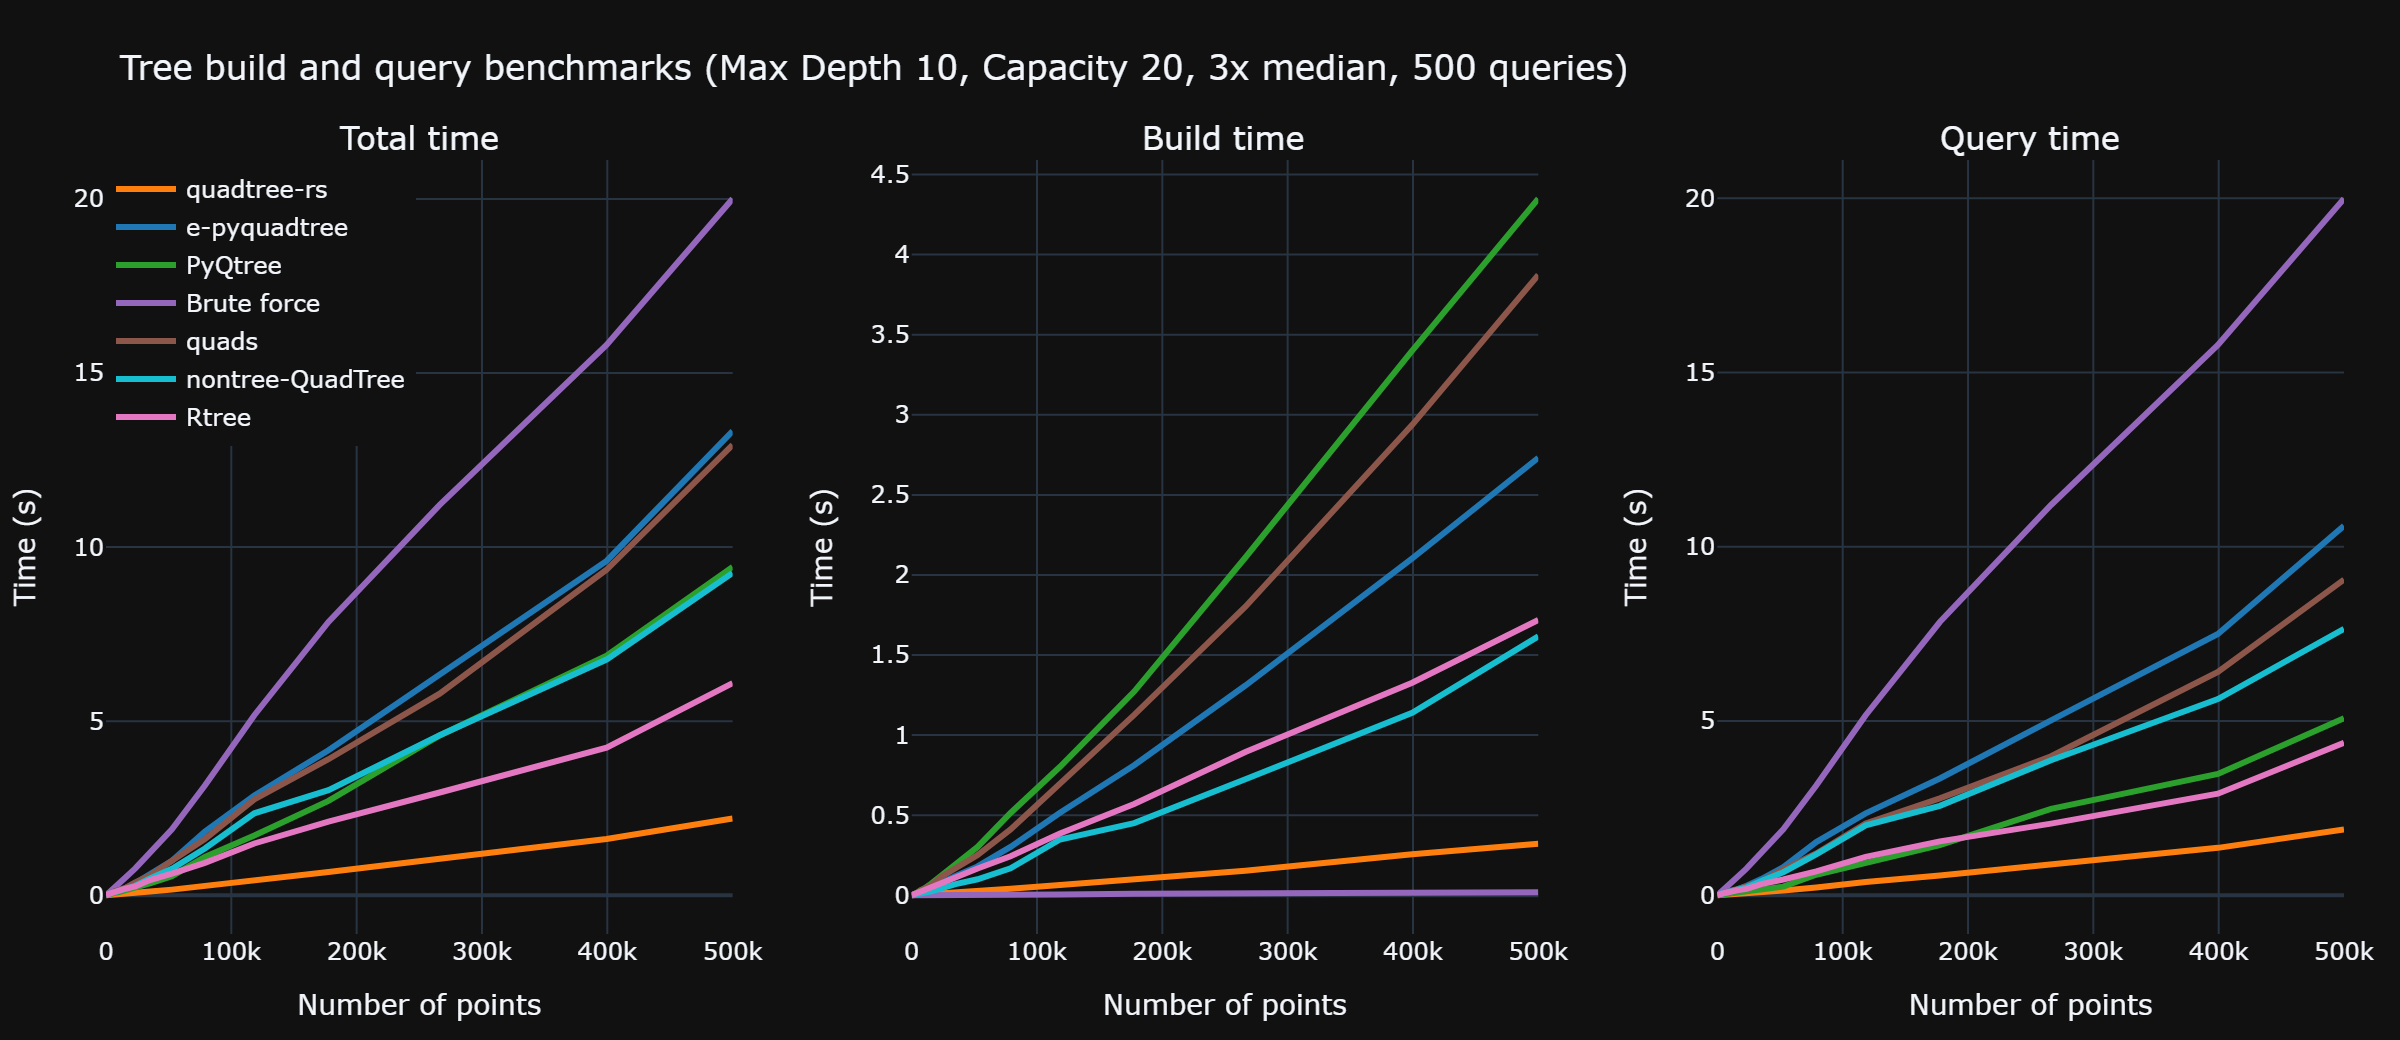 Tree build and query benchmarks (Max Depth 10, Capacity 20, 3x median, 500 queries)
Total time
quadtree-rs
e-pyquadtree
PyQtree
Brute force
quads
nontree-QuadTree
Rtree
20
15
10
5
0
Time (s)
0 100k 200k 300k 400k 500k
Number of points
Build time
4.5
4
3.5
3
2.5
2
1.5
1
0.5
0
Time (s)
0 100k 200k 300k 400k 500k
Number of points
Query time
20
15
10
5
0
Time (s)
0 100k 200k 300k 400k 500k
Number of points